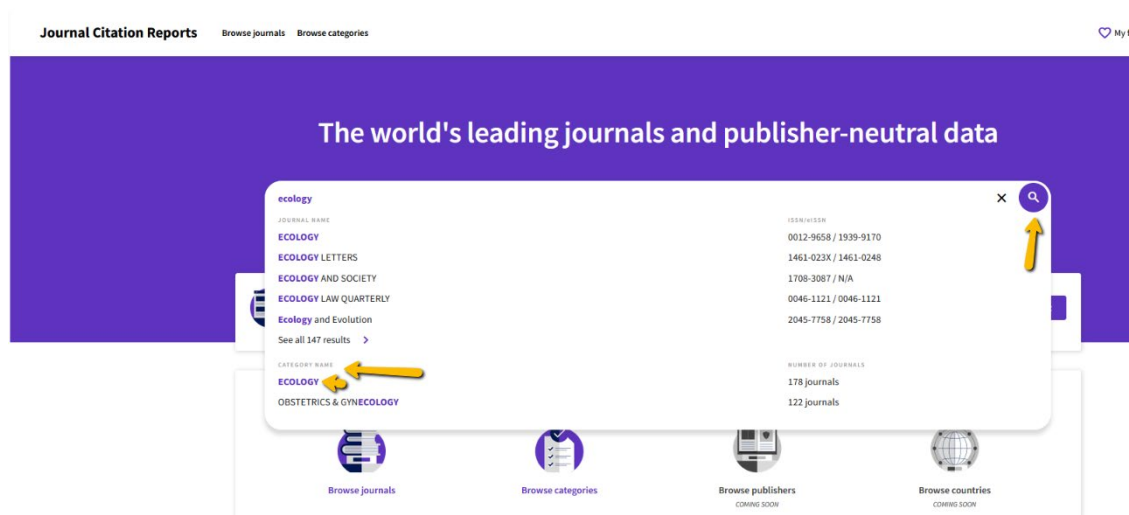 Journal Citation Reports Browse journals Browse categories My f
The world's leading journals and publisher-neutral data
ecology
JOURNAL NAME ISSN/eISSN
ECOLOGY 0012-9658 / 1939-9170
ECOLOGY LETTERS 1461-023X / 1461-0248
ECOLOGY AND SOCIETY 1708-3087 / N/A
ECOLOGY LAW QUARTERLY 0046-1121 / 0046-1121
Ecology and Evolution 2045-7758 / 2045-7758
See all 147 results >
CATEGORY NAME NUMBER OF JOURNALS
ECOLOGY 178 journals
OBSTETRICS & GYNECOLOGY 122 journals
Browse journals Browse categories Browse publishers Browse countries
COMING SOON COMING SOON